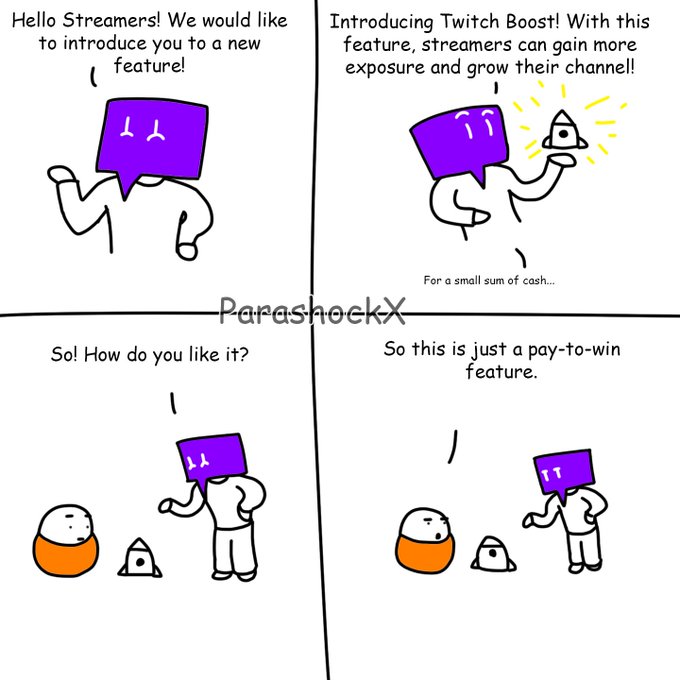 Hello Streamers! We would like
to introduce you to a new
feature!
Introducing Twitch Boost! With this
feature, streamers can gain more
exposure and grow their channel!
For a small sum of cash...
ParashockX
So! How do you like it?
So this is just a pay-to-win
feature.